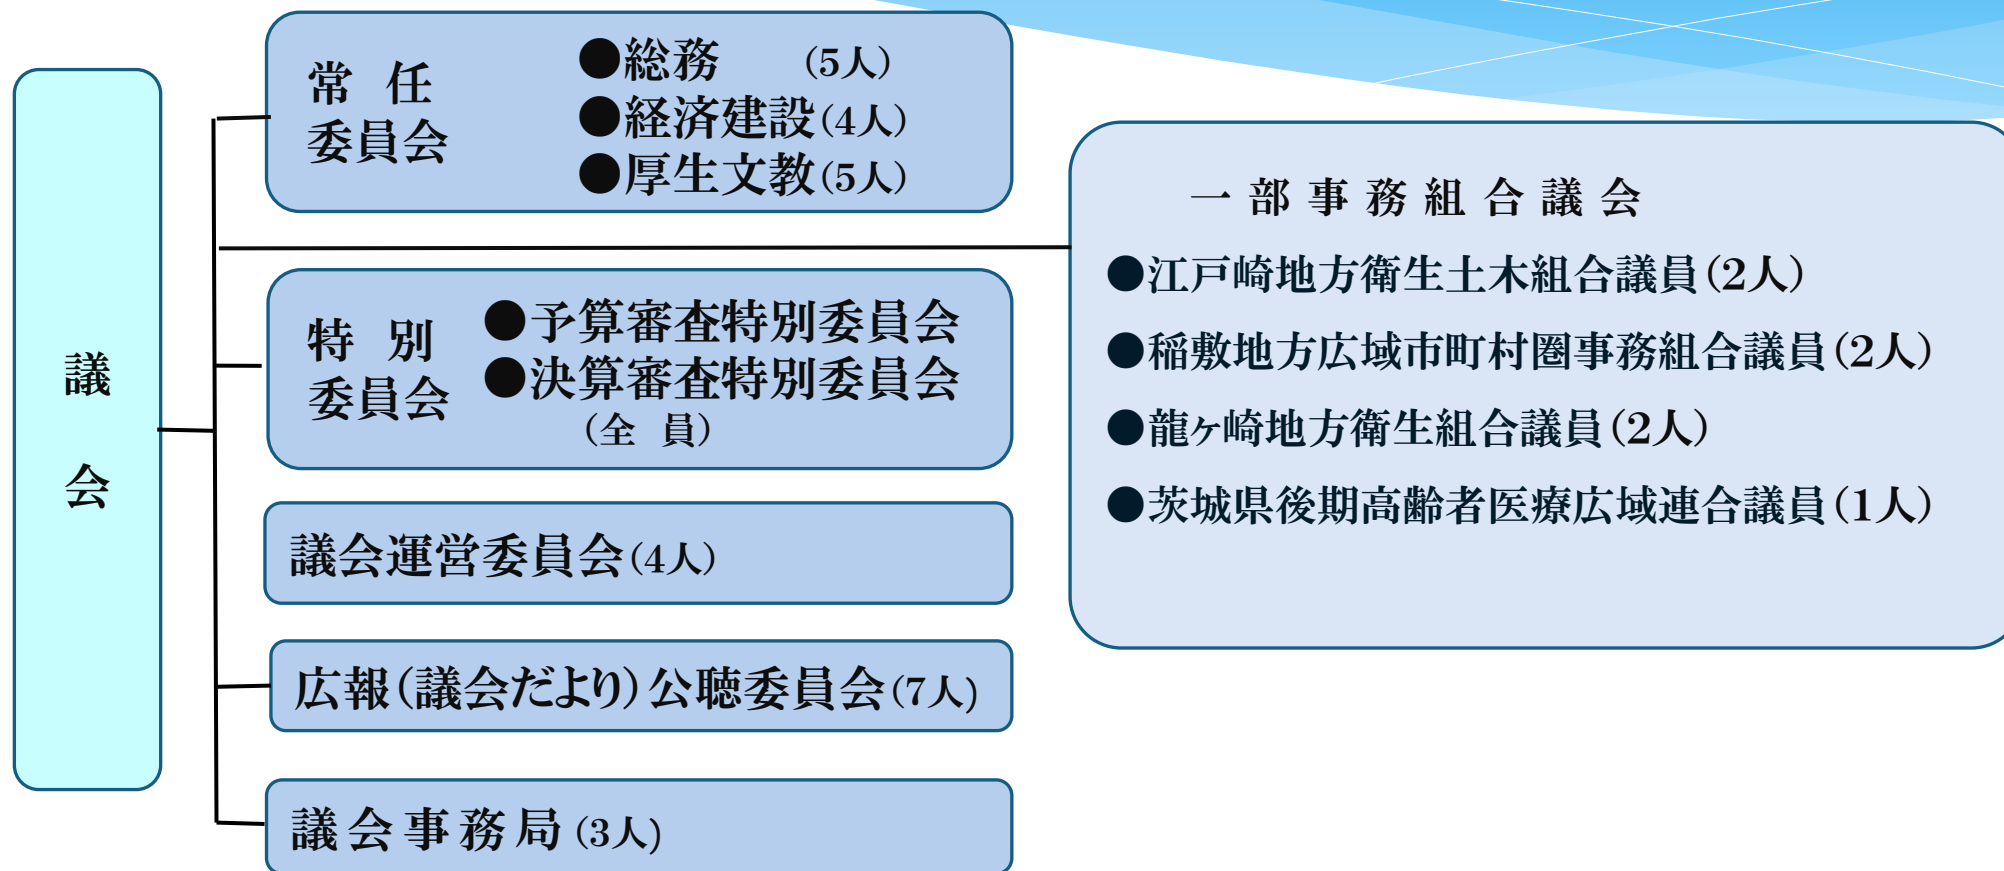 議会
常任
委員会
●総務 (5人)
●経済建設(4人)
●厚生文教(5人)
特別
委員会
●予算審査特別委員会
●決算審査特別委員会
(全員)
議会運営委員会(4人)
広報(議会だより)公聴委員会(7人)
議会事務局(3人)
一部事務組合議会
●江戸崎地方衛生土木組合議員(2人)
●稲敷地方広域市町村圏事務組合議員(2人)
●龍ヶ崎地方衛生組合議員(2人)
●茨城県後期高齢者医療広域連合議員(1人)